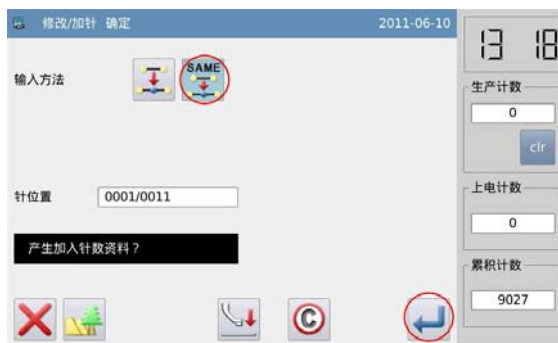 修改/加针 确定 2011-06-10
13 18
输入方法
SAME
生产计数
0
clr
针位置 0001/0011
上电计数
0
产生加入针数资料？
累积计数
9027
C